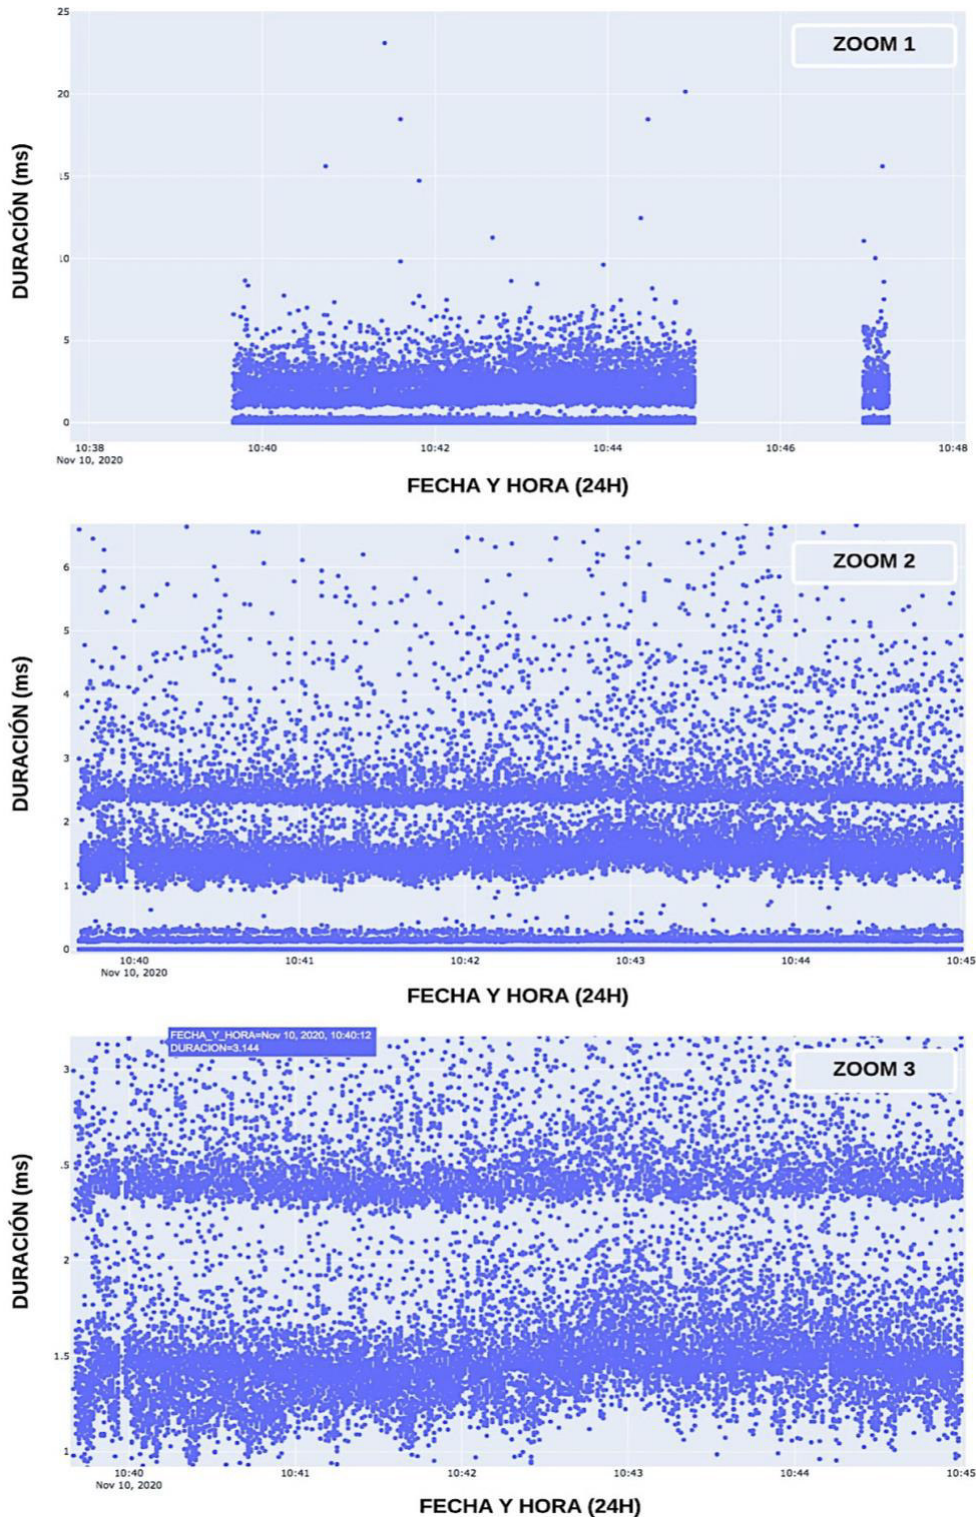 25
ZOOM 1
20
15
10
5
0
DURACIÓN (ms)
10:38
10:40
10:42
10:44
10:46
10:48
Nov 10, 2020
FECHA Y HORA (24H)
ZOOM 2
6
5
4
3
2
1
0
DURACIÓN (ms)
10:40
10:41
10:42
10:43
10:44
10:45
Nov 10, 2020
FECHA Y HORA (24H)
FECHA_Y_HORA=Nov 10, 2020, 10:40:12
DURACION=3.144
ZOOM 3
3
.5
2
1.5
1
DURACIÓN (ms)
10:40
10:41
10:42
10:43
10:44
10:45
Nov 10, 2020
FECHA Y HORA (24H)